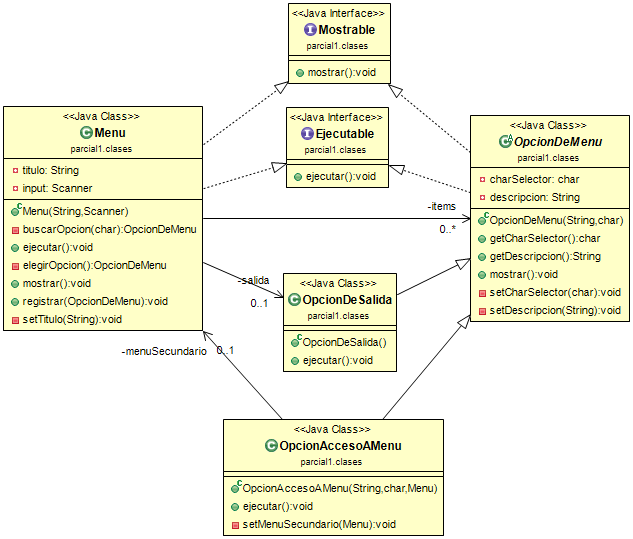 <<Java Interface>>
Mostrable
parcial1.clases
mostrar():void
<<Java Class>>
Menu
parcial1.clases
titulo: String
input: Scanner
Menu(String,Scanner)
buscarOpcion(char):OpcionDeMenu
ejecutar():void
elegirOpcion():OpcionDeMenu
mostrar():void
registrar(OpcionDeMenu):void
setTitulo(String):void
<<Java Interface>>
Ejecutable
parcial1.clases
ejecutar():void
<<Java Class>>
OpcionDeMenu
parcial1.clases
charSelector: char
descripcion: String
OpcionDeMenu(String,char)
getCharSelector():char
getDescripcion():String
mostrar():void
setCharSelector(char):void
setDescripcion(String):void
-items
0..*
-salida
0..1
<<Java Class>>
OpcionDeSalida
parcial1.clases
OpcionDeSalida()
ejecutar():void
-menuSecundario
0..1
<<Java Class>>
OpcionAccesoAMenu
parcial1.clases
OpcionAccesoAMenu(String,char,Menu)
ejecutar():void
setMenuSecundario(Menu):void